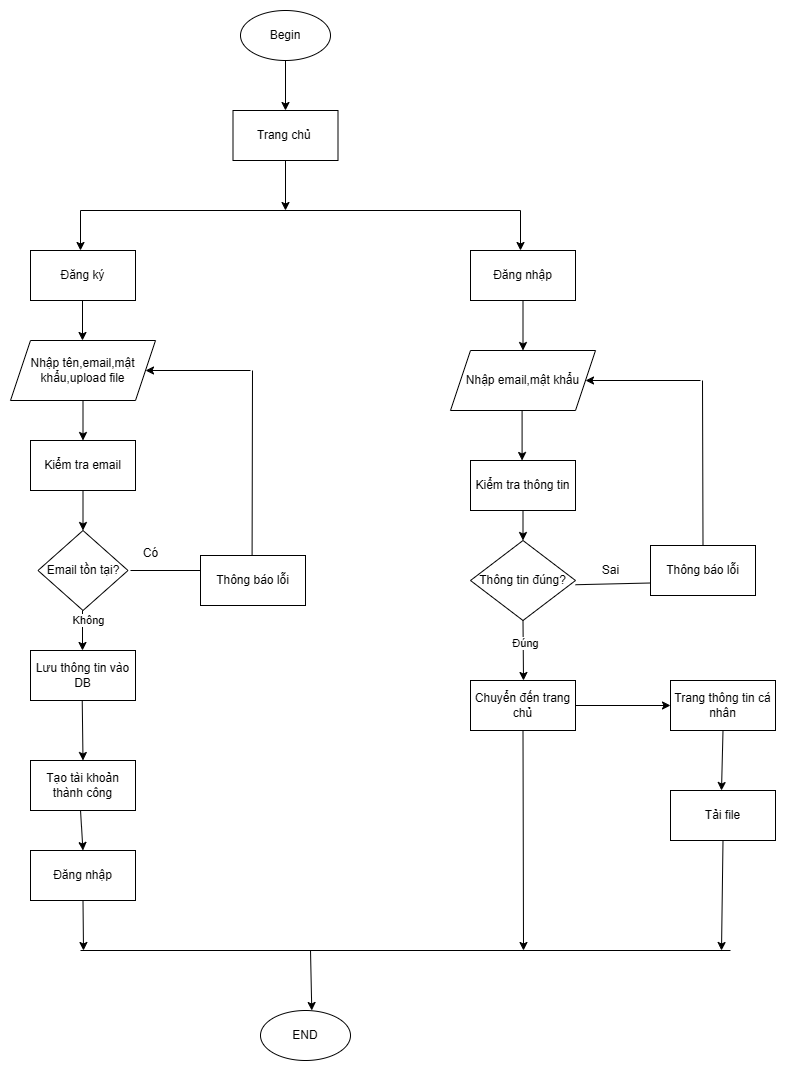 Begin
Trang chủ
Đăng ký
Đăng nhập
Nhập tên,email,mật
khẩu,upload file
Nhập email,mật khẩu
Kiểm tra email
Kiểm tra thông tin
Email tồn tại?
Có
Thông báo lỗi
Thông tin đúng?
Sai
Thông báo lỗi
Không
Đúng
Lưu thông tin vào
DB
Chuyển đến trang
chủ
Trang thông tin cá
nhân
Tạo tài khoản
thành công
Tải file
Đăng nhập
END